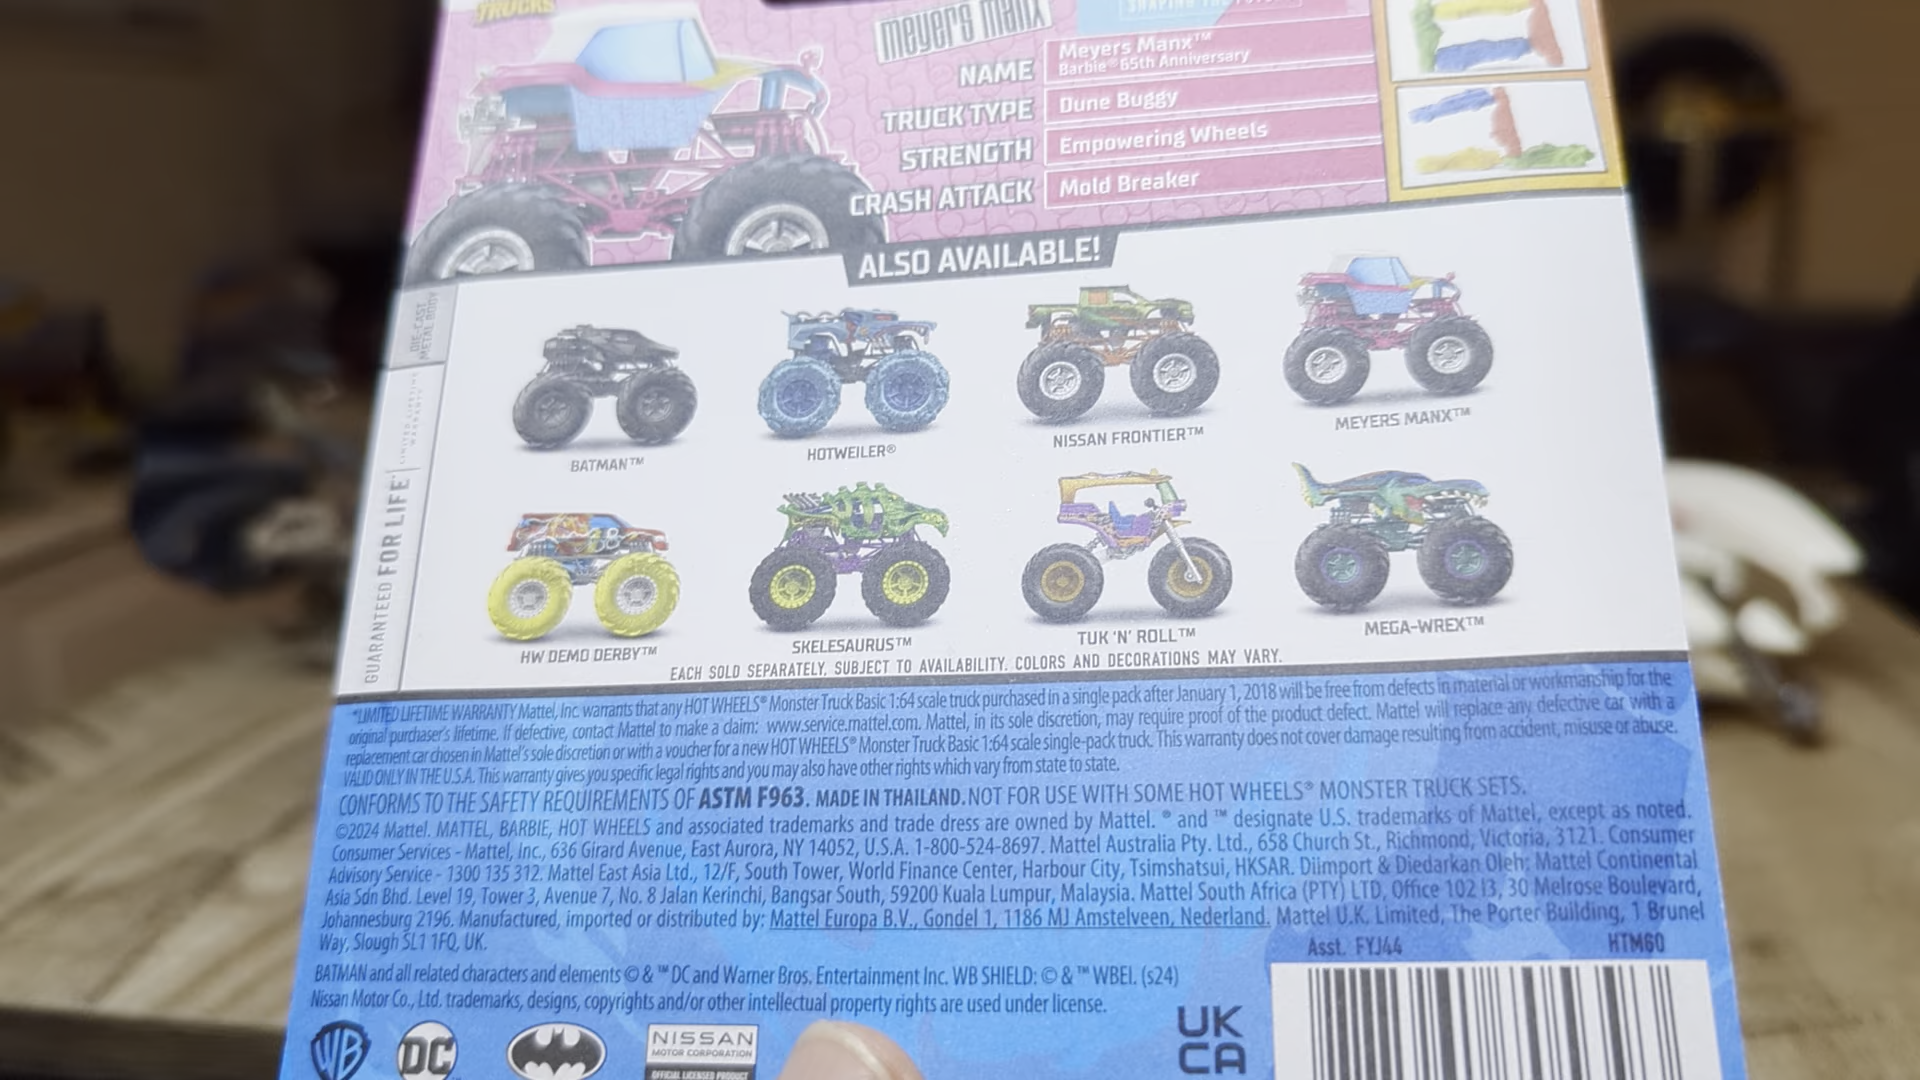 TRUCKS
meyers manx
SHAPING THE FUTURE
NAME Meyers Manx™
Barbie® 65th Anniversary
TRUCK TYPE Dune Buggy
STRENGTH Empowering Wheels
CRASH ATTACK Mold Breaker
ALSO AVAILABLE!
DIE-CAST METAL BODY
LIMITED LIFETIME WARRANTY
GUARANTEED FOR LIFE*
BATMAN™
HOTWEILER®
NISSAN FRONTIER™
MEYERS MANX™
HW DEMO DERBY™
SKELESAURUS™
TUK 'N' ROLL™
MEGA-WREX™
EACH SOLD SEPARATELY, SUBJECT TO AVAILABILITY. COLORS AND DECORATIONS MAY VARY.
*LIMITED LIFETIME WARRANTY Mattel, Inc. warrants that any HOT WHEELS® Monster Truck Basic 1:64 scale truck purchased in a single pack after January 1, 2018 will be free from defects in material or workmanship for the
original purchaser's lifetime. If defective, contact Mattel to make a claim: www.service.mattel.com. Mattel, in its sole discretion, may require proof of the product defect. Mattel will replace any defective car with a
replacement car chosen in Mattel's sole discretion or with a voucher for a new HOT WHEELS® Monster Truck Basic 1:64 scale single-pack truck. This warranty does not cover damage resulting from accident, misuse or abuse.
VALID ONLY IN THE U.S.A. This warranty gives you specific legal rights and you may also have other rights which vary from state to state.
CONFORMS TO THE SAFETY REQUIREMENTS OF ASTM F963. MADE IN THAILAND. NOT FOR USE WITH SOME HOT WHEELS® MONSTER TRUCK SETS.
©2024 Mattel. MATTEL, BARBIE, HOT WHEELS and associated trademarks and trade dress are owned by Mattel. ® and ™ designate U.S. trademarks of Mattel, except as noted.
Consumer Services - Mattel, Inc., 636 Girard Avenue, East Aurora, NY 14052, U.S.A. 1-800-524-8697. Mattel Australia Pty. Ltd., 658 Church St., Richmond, Victoria, 3121. Consumer
Advisory Service - 1300 135 312. Mattel East Asia Ltd., 12/F, South Tower, World Finance Center, Harbour City, Tsimshatsui, HKSAR. Diimport & Diedarkan Oleh: Mattel Continental
Asia Sdn Bhd. Level 19, Tower 3, Avenue 7, No. 8 Jalan Kerinchi, Bangsar South, 59200 Kuala Lumpur, Malaysia. Mattel South Africa (PTY) LTD, Office 102 I3, 30 Melrose Boulevard,
Johannesburg 2196. Manufactured, imported or distributed by: Mattel Europa B.V., Gondel 1, 1186 MJ Amstelveen, Nederland. Mattel U.K. Limited, The Porter Building, 1 Brunel
Way, Slough SL1 1FQ, UK.
Asst. FYJ44 HTM60
BATMAN and all related characters and elements © & ™ DC and Warner Bros. Entertainment Inc. WB SHIELD: © & ™ WBEI. (s24)
Nissan Motor Co., Ltd. trademarks, designs, copyrights and/or other intellectual property rights are used under license.
WB
DC
NISSAN
MOTOR CORPORATION
OFFICIAL LICENSED PRODUCT
UK
CA